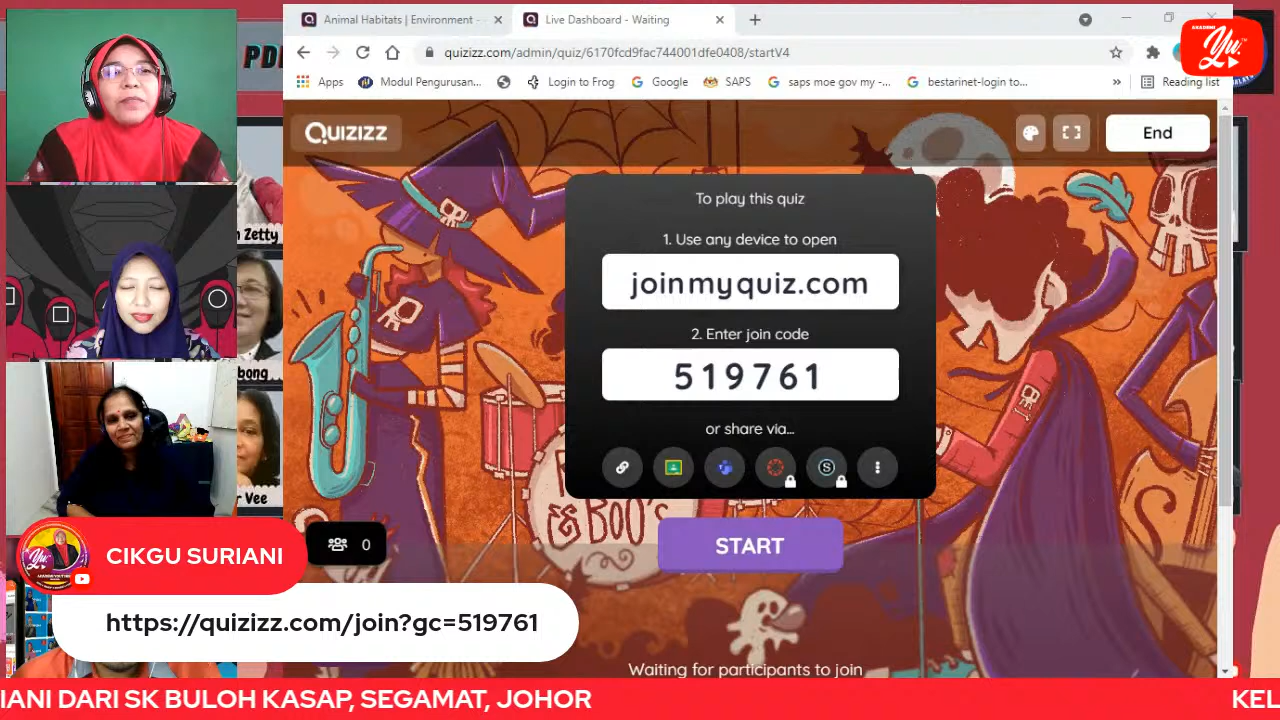 Animal Habitats | Environment -
Live Dashboard - Waiting
quizizz.com/admin/quiz/6170fcd9fac744001dfe0408/startV4
Apps
Modul Pengurusan...
Login to Frog
Google
SAPS
saps moe gov my -...
bestarinet-login to...
»
Reading list
PD
Quizizz
End
To play this quiz
1. Use any device to open
joinmyquiz.com
2. Enter join code
519761
or share via...
Zetty
bong
r Vee
& BOO's
0
START
CIKGU SURIANI
https://quizizz.com/join?gc=519761
Waiting for participants to join
IANI DARI SK BULOH KASAP, SEGAMAT, JOHOR
KEL